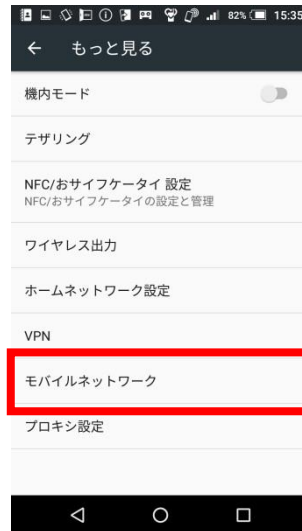 82% 15:35
もっと見る
機内モード
テザリング
NFC/おサイフケータイ 設定
NFC/おサイフケータイの設定と管理
ワイヤレス出力
ホームネットワーク設定
VPN
モバイルネットワーク
プロキシ設定